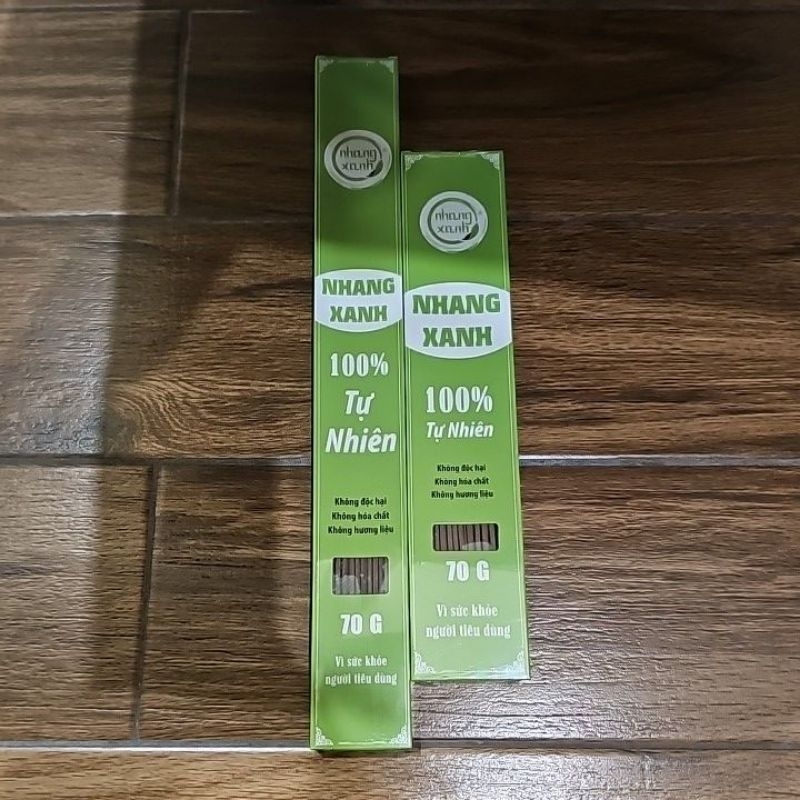 nhang
xanh
NHANG
XANH
100%
Tự
Nhiên
Không độc hại
Không hóa chất
Không hương liệu
70 G
Vì sức khỏe
người tiêu dùng
nhang
xanh
NHANG
XANH
100%
Tự Nhiên
Không độc hại
Không hóa chất
Không hương liệu
70 G
Vì sức khỏe
người tiêu dùng